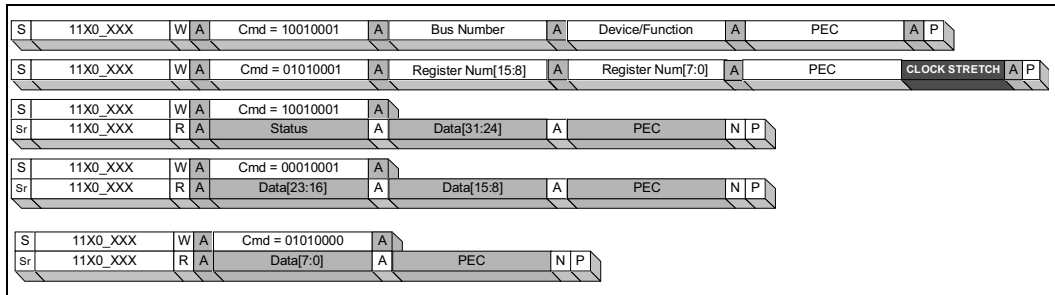 S 11X0_XXX W A Cmd = 10010001 A Bus Number A Device/Function A PEC A P
S 11X0_XXX W A Cmd = 01010001 A Register Num[15:8] A Register Num[7:0] A PEC CLOCK STRETCH A P
S 11X0_XXX W A Cmd = 10010001 A
Sr 11X0_XXX R A Status A Data[31:24] A PEC N P
S 11X0_XXX W A Cmd = 00010001 A
Sr 11X0_XXX R A Data[23:16] A Data[15:8] A PEC N P
S 11X0_XXX W A Cmd = 01010000 A
Sr 11X0_XXX R A Data[7:0] A PEC N P